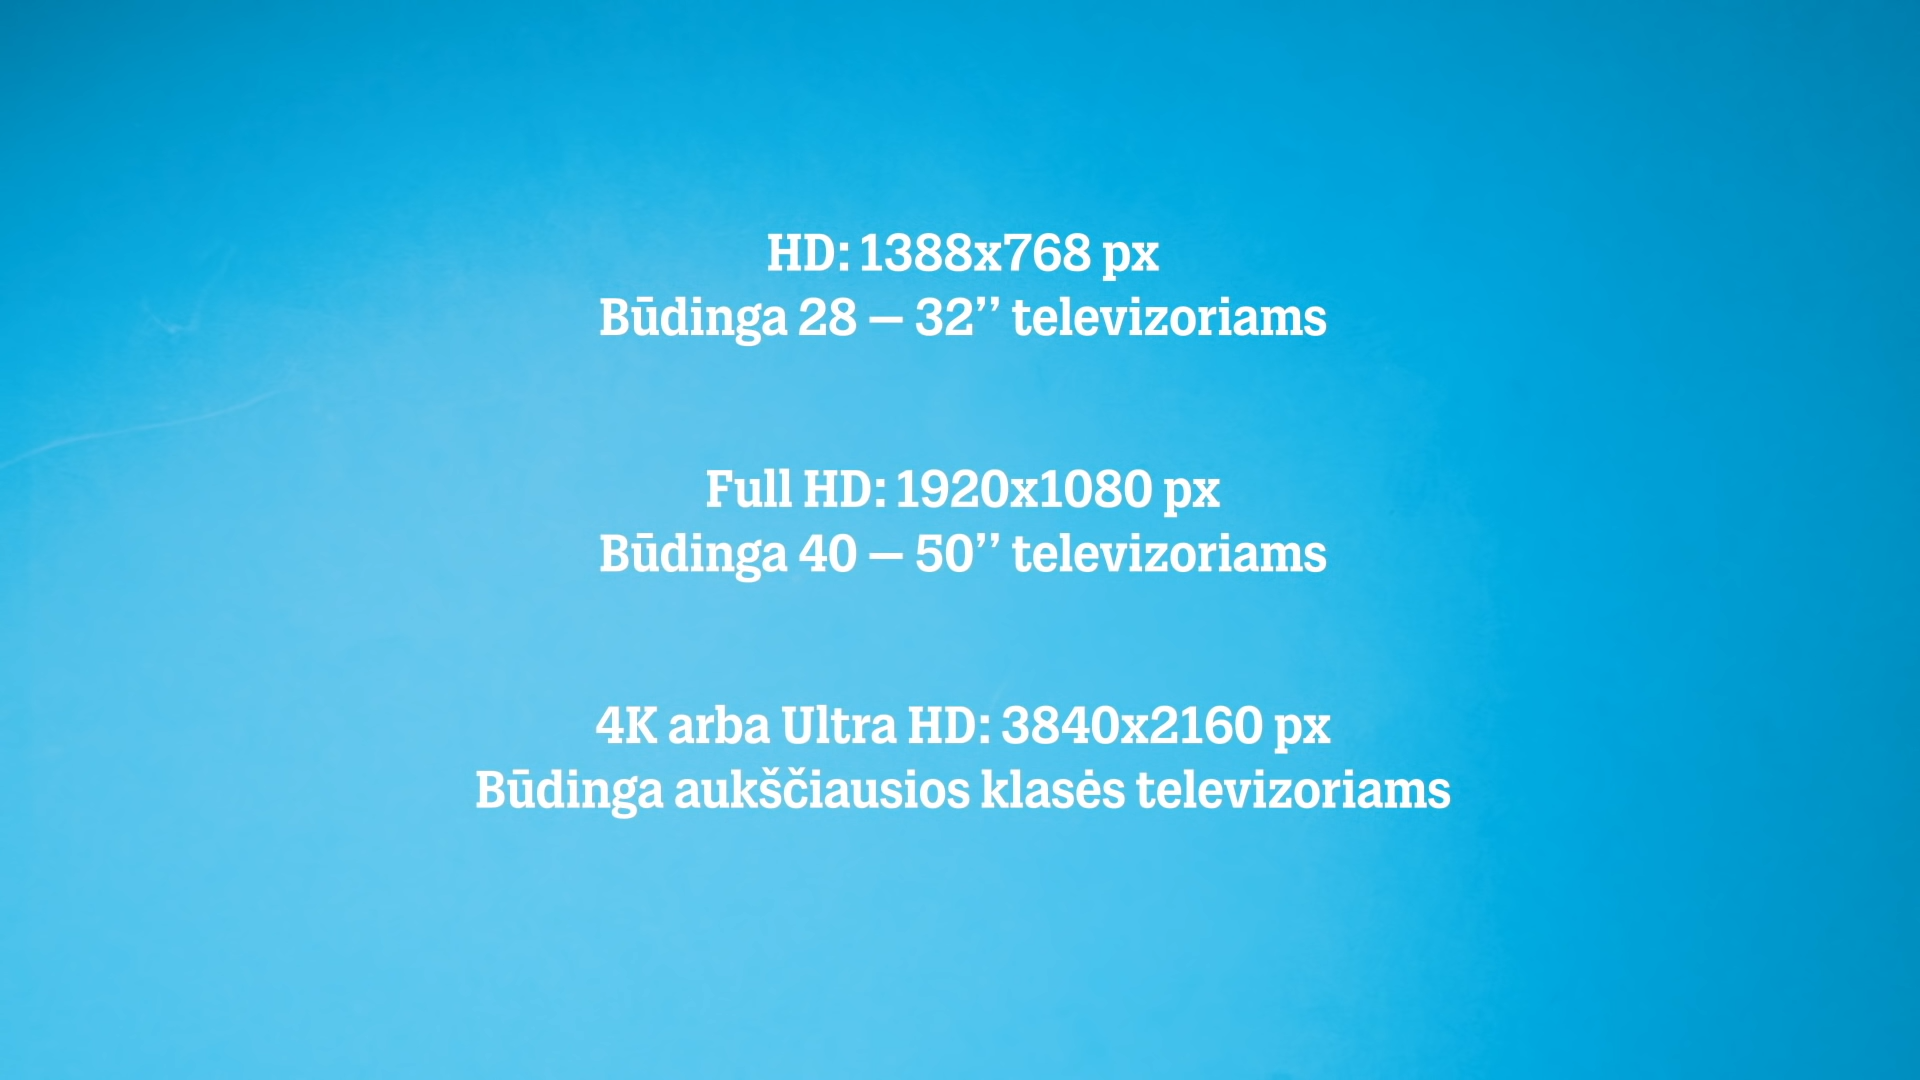 HD: 1388x768 px
Būdinga 28 – 32’’ televizoriams
Full HD: 1920x1080 px
Būdinga 40 – 50’’ televizoriams
4K arba Ultra HD: 3840x2160 px
Būdinga aukščiausios klasės televizoriams